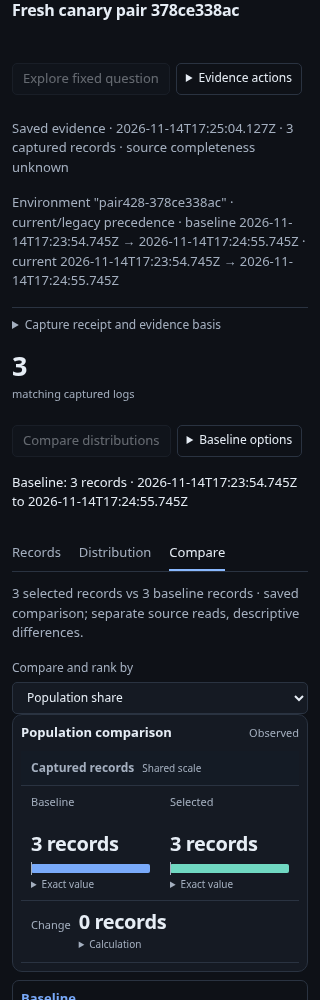 Fresh canary pair 378ce338ac
Explore fixed question
▶ Evidence actions
Saved evidence · 2026-11-14T17:25:04.127Z · 3
captured records · source completeness
unknown
Environment "pair428-378ce338ac" ·
current/legacy precedence · baseline 2026-11-
14T17:23:54.745Z → 2026-11-14T17:24:55.745Z ·
current 2026-11-14T17:23:54.745Z → 2026-11-
14T17:24:55.745Z
▶ Capture receipt and evidence basis
3
matching captured logs
Compare distributions
▶ Baseline options
Baseline: 3 records · 2026-11-14T17:23:54.745Z
to 2026-11-14T17:24:55.745Z
Records Distribution Compare
3 selected records vs 3 baseline records · saved
comparison; separate source reads, descriptive
differences.
Compare and rank by
Population share
Population comparison Observed
Captured records Shared scale
Baseline Selected
3 records 3 records
▶ Exact value ▶ Exact value
Change 0 records
▶ Calculation
Baseline